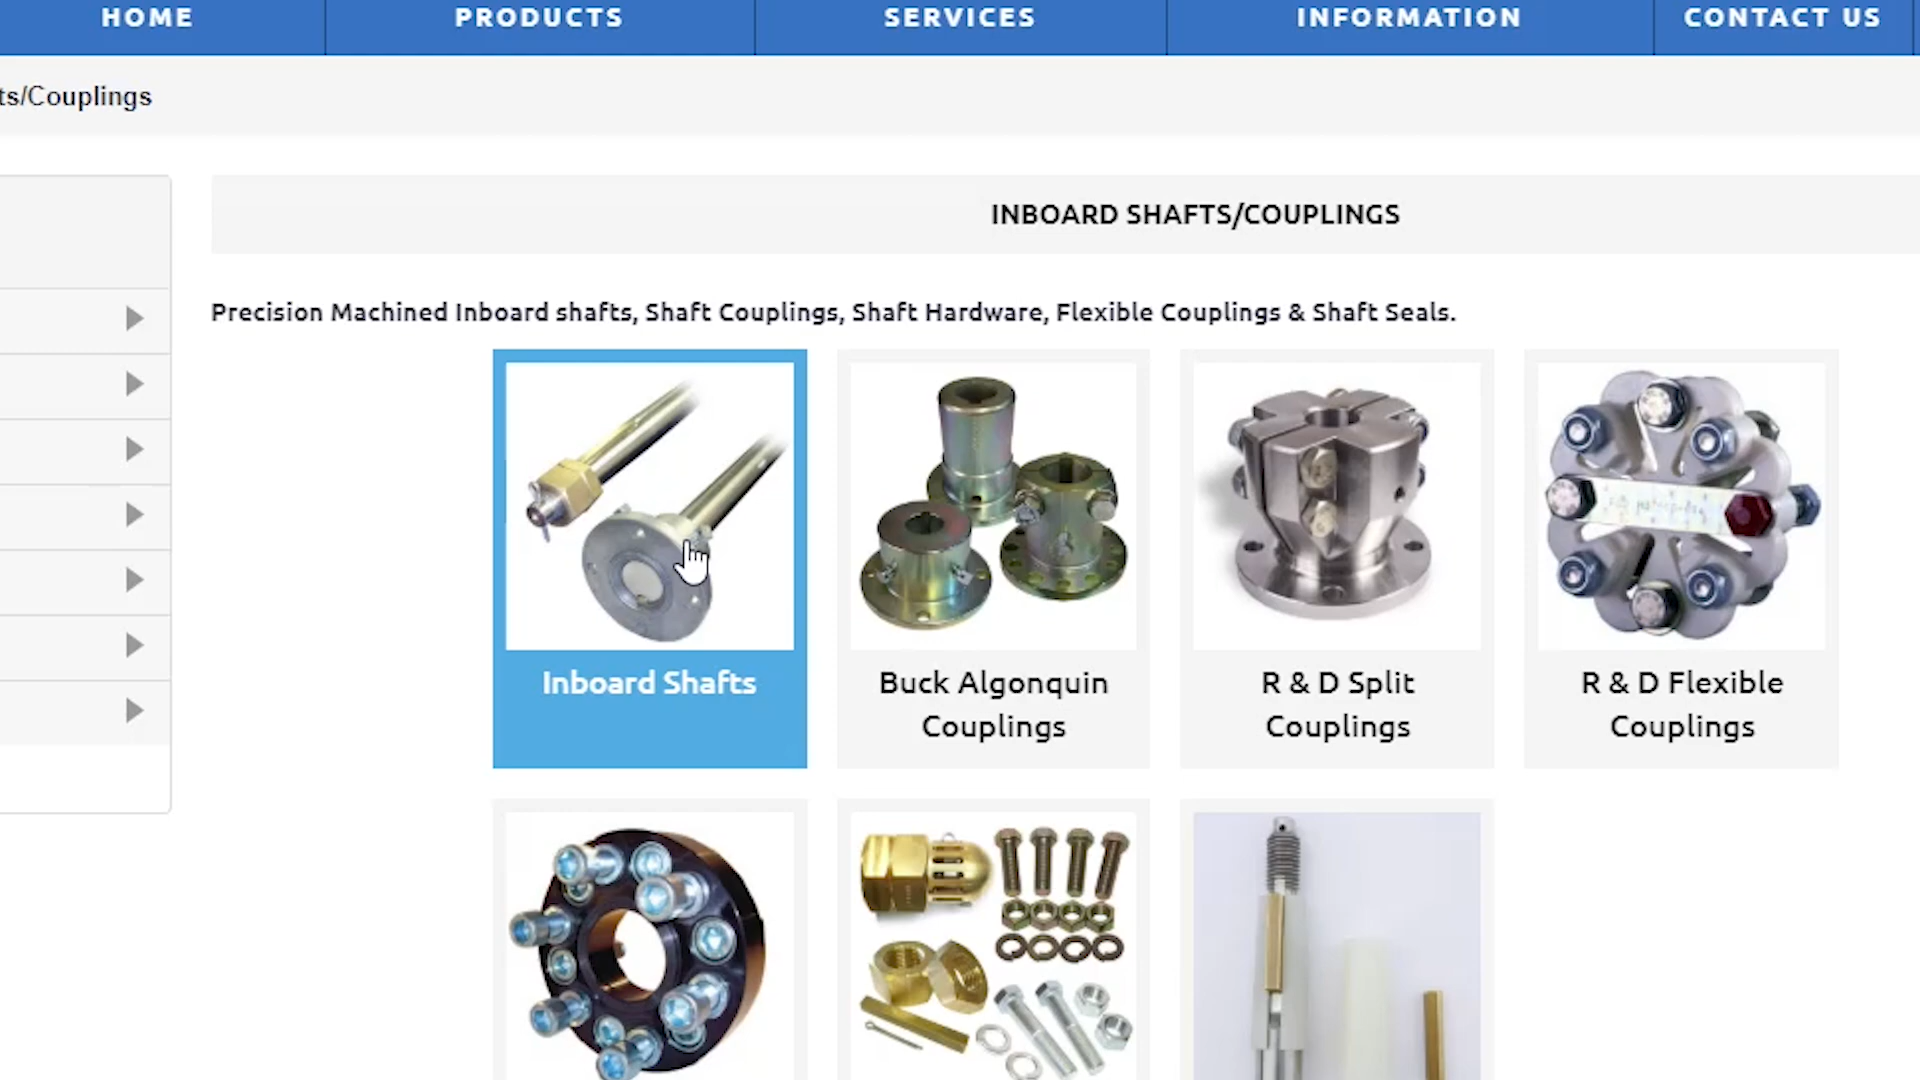 HOME
PRODUCTS
SERVICES
INFORMATION
CONTACT US
ts/Couplings
INBOARD SHAFTS/COUPLINGS
Precision Machined Inboard shafts, Shaft Couplings, Shaft Hardware, Flexible Couplings & Shaft Seals.
Inboard Shafts
Buck Algonquin
Couplings
R & D Split
Couplings
R & D Flexible
Couplings